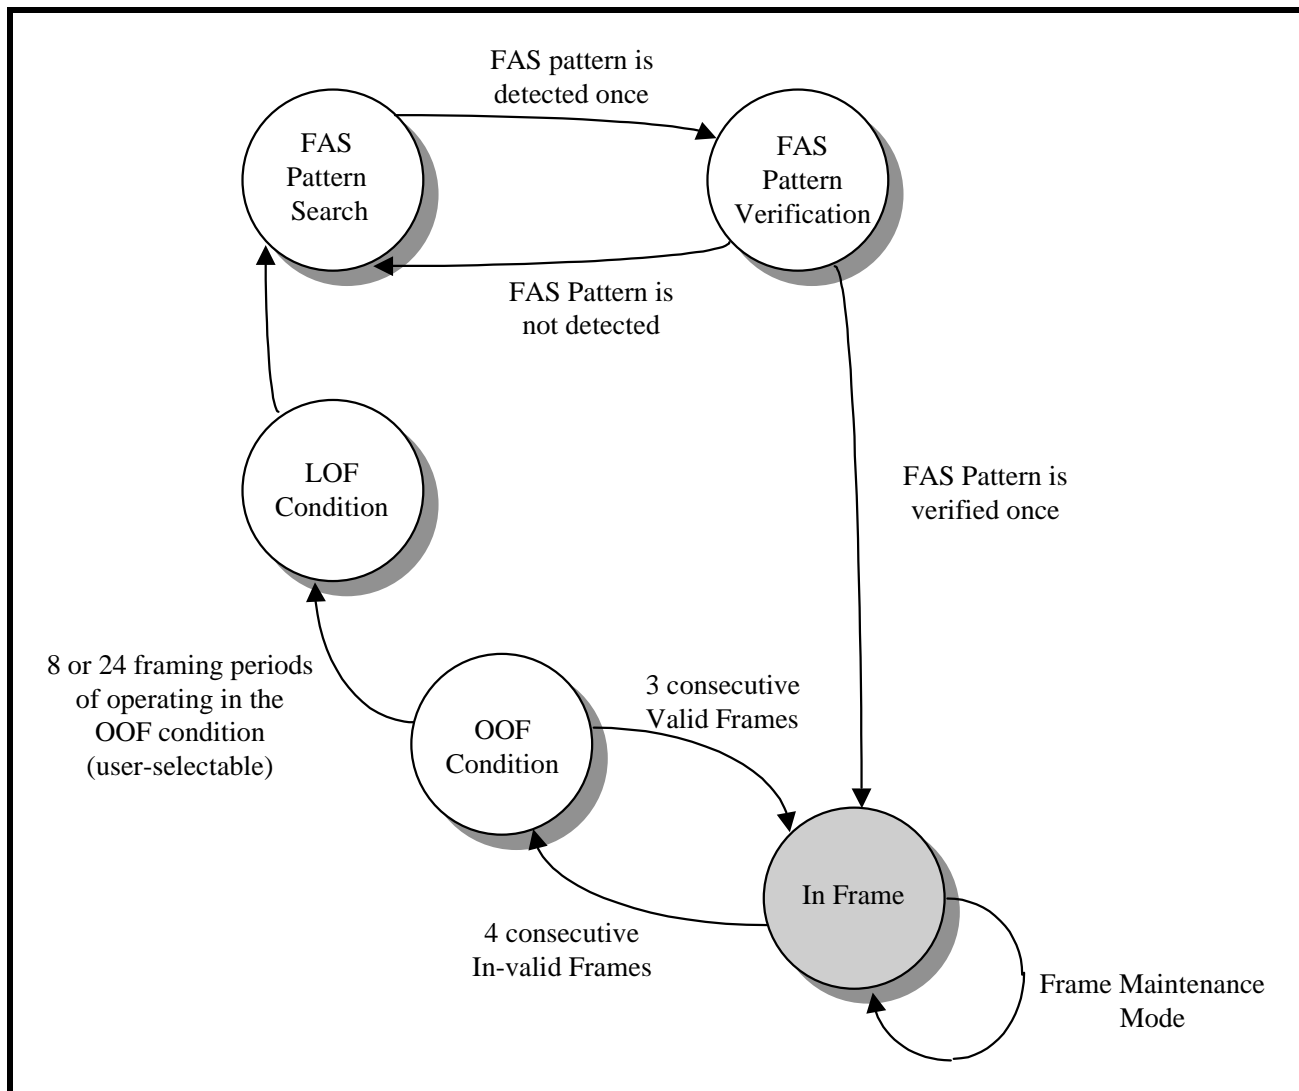 FAS pattern is
detected once
FAS
Pattern
Search
FAS
Pattern
Verification
FAS Pattern is
not detected
LOF
Condition
FAS Pattern is
verified once
8 or 24 framing periods
of operating in the
OOF condition
(user-selectable)
3 consecutive
Valid Frames
OOF
Condition
In Frame
4 consecutive
In-valid Frames
Frame Maintenance
Mode